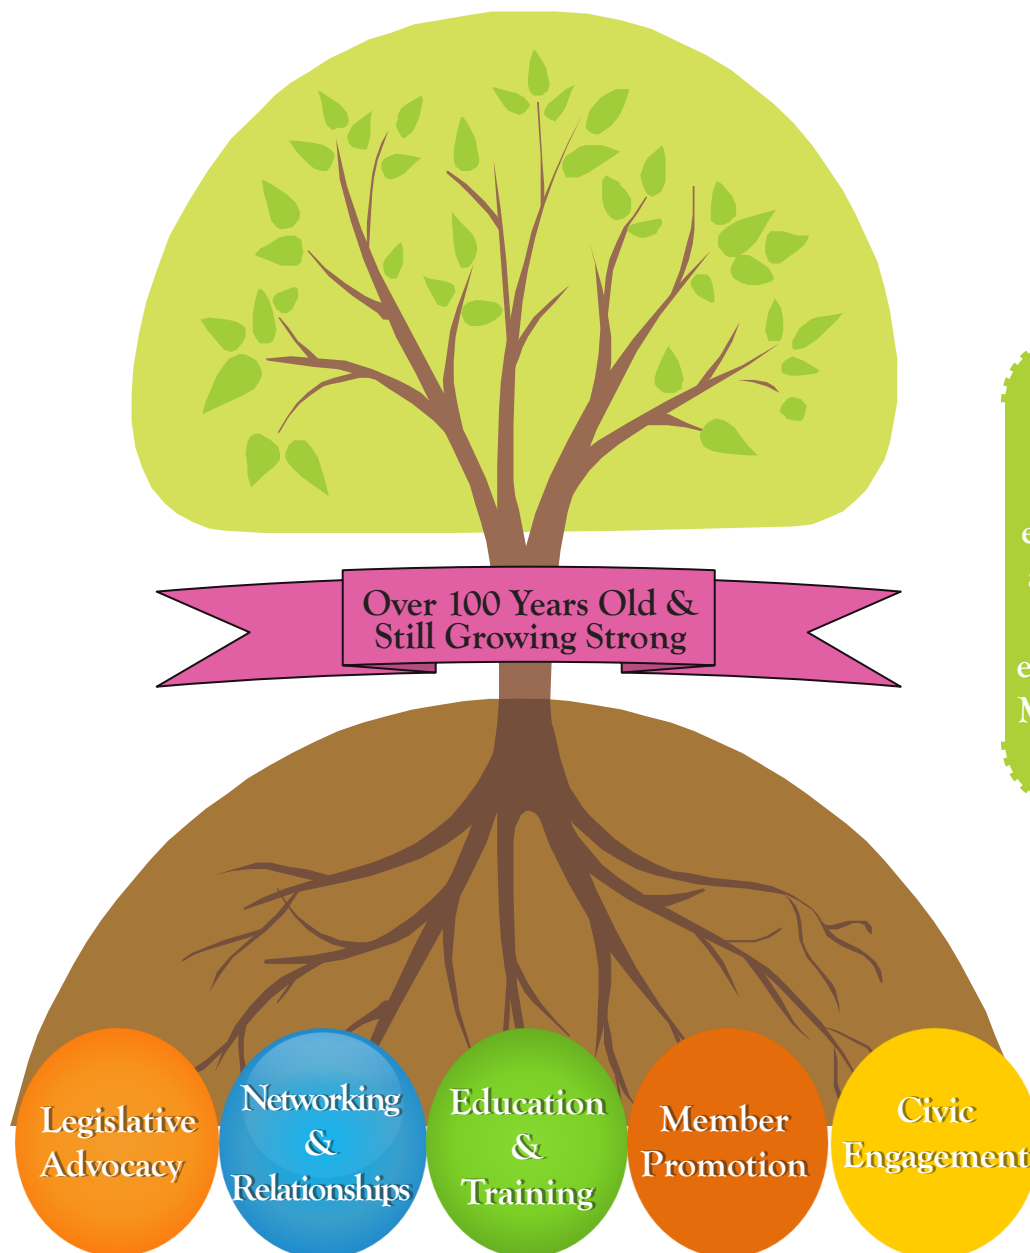 Over 100 Years Old &
Still Growing Strong
Legislative
Advocacy
Networking
&
Relationships
Education
&
Training
Member
Promotion
Civic
Engagement